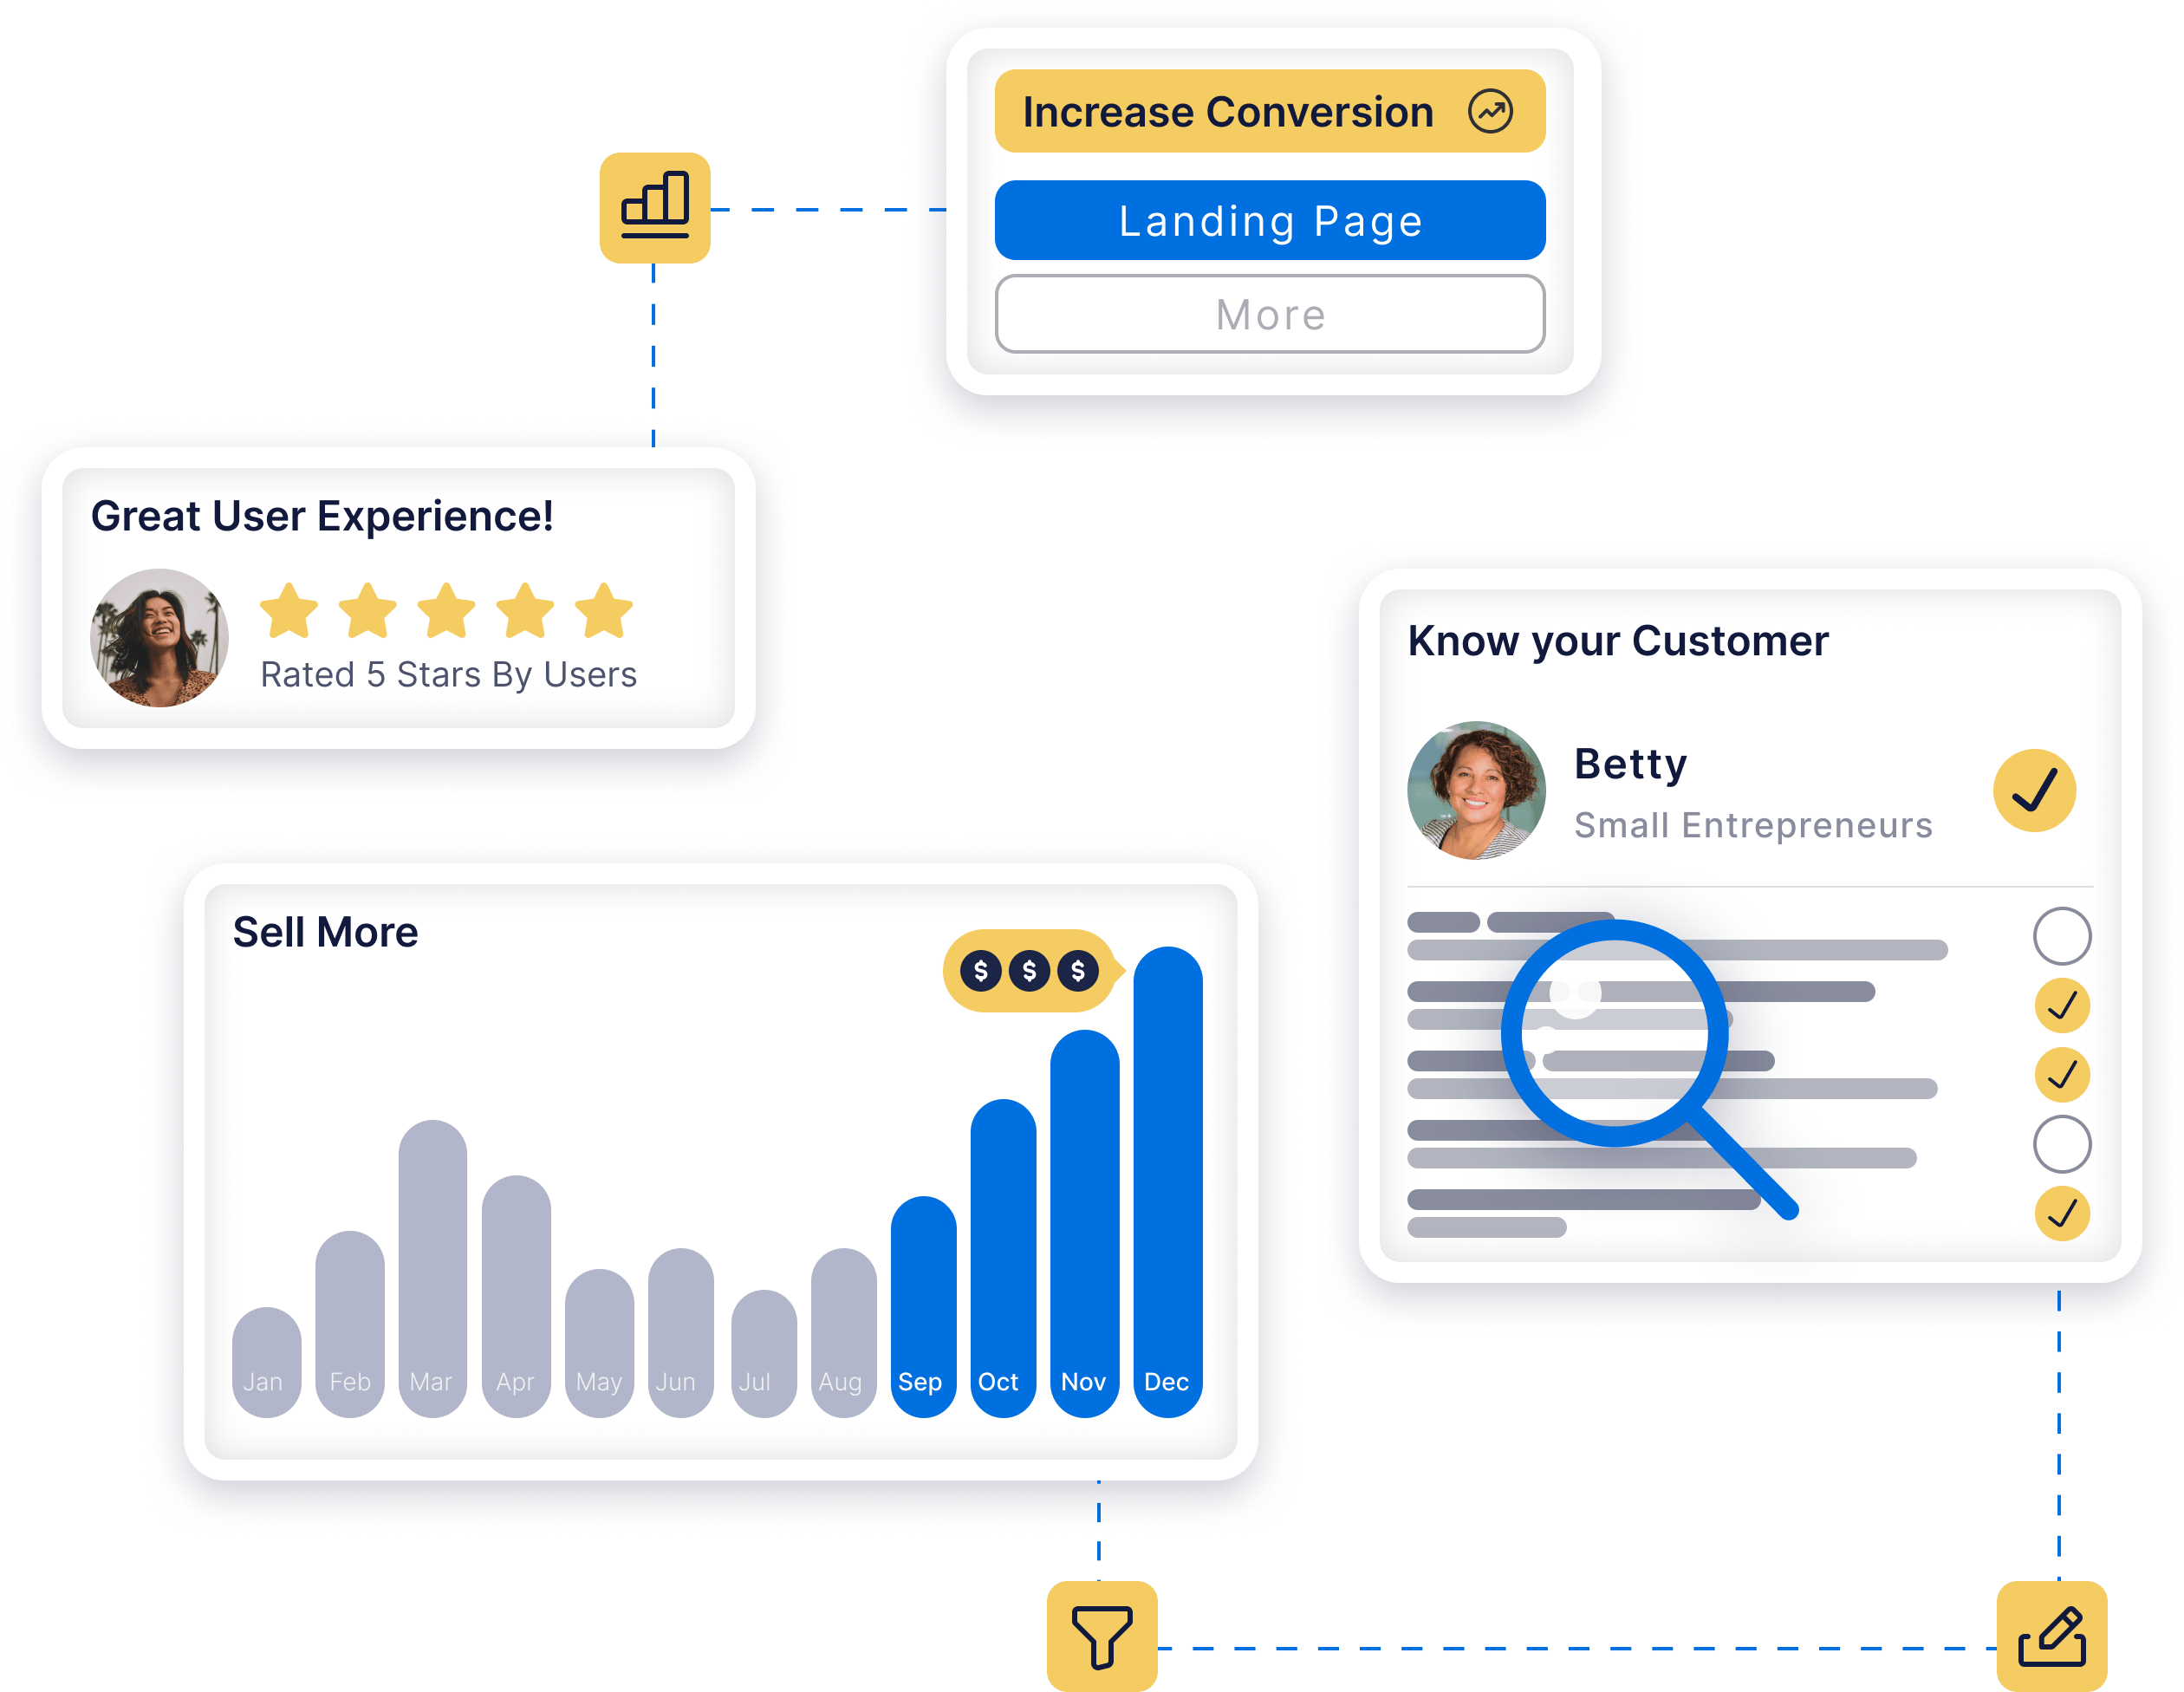 Increase Conversion
Landing Page
More
Great User Experience!
Rated 5 Stars By Users
Know your Customer
Betty
Small Entrepreneurs
Sell More
$ $ $
Jan Feb Mar Apr May Jun Jul Aug Sep Oct Nov Dec